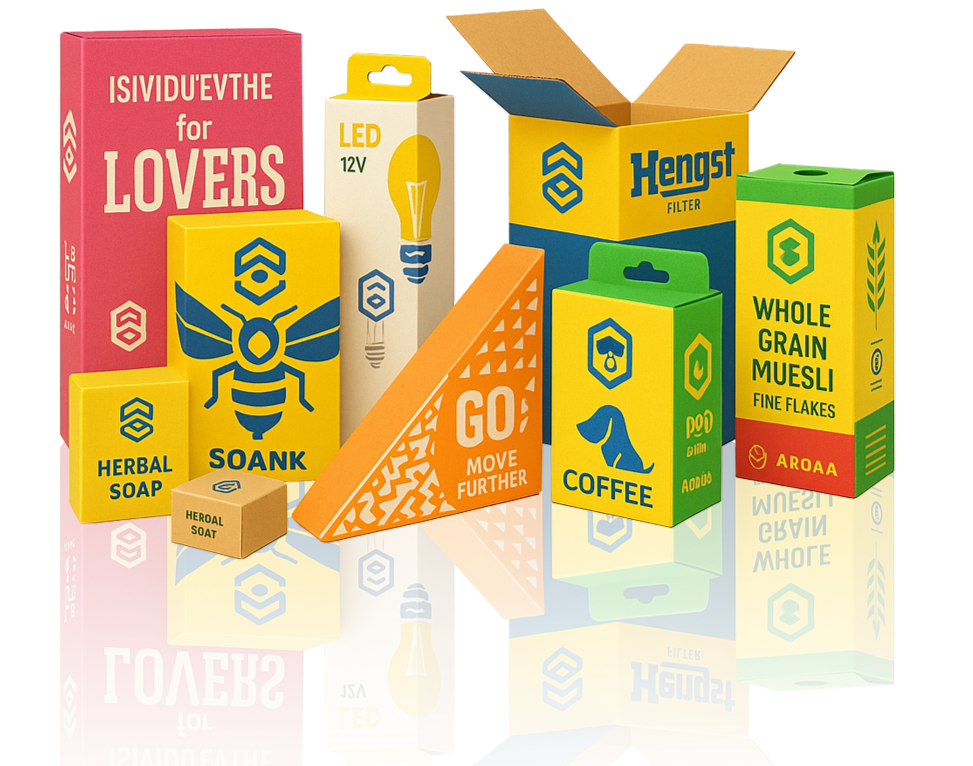 ISIVIDU'EVTHE
for
LOVERS
LED
12V
Hengst
FILTER
SOANK
HERBAL
SOAP
HEROAL
SOAT
GO
MOVE
FURTHER
COFFEE
WHOLE
GRAIN
MUESLI
FINE FLAKES
AROAA